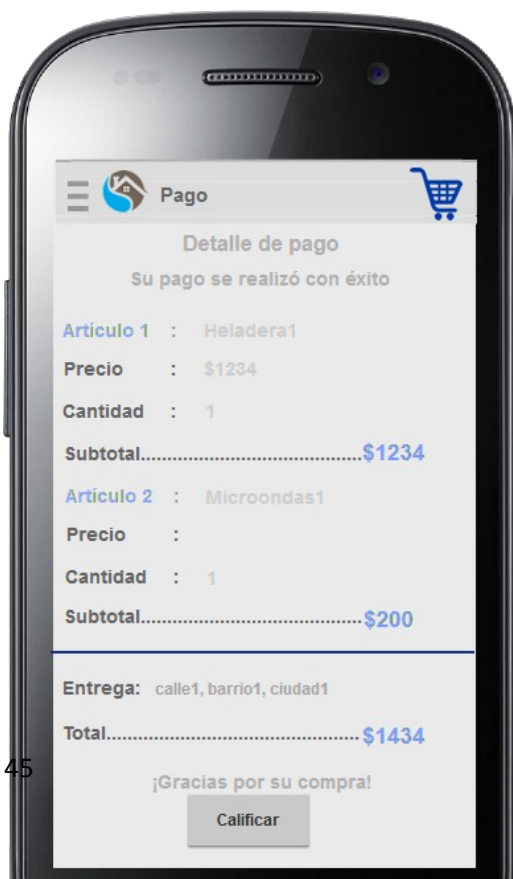 Pago
Detalle de pago
Su pago se realizó con éxito
Artículo 1 : Heladera1
Precio : $1234
Cantidad : 1
Subtotal..........................................$1234
Artículo 2 : Microondas1
Precio :
Cantidad : 1
Subtotal..........................................$200
Entrega: calle1, barrio1, ciudad1
Total................................................$1434
45
¡Gracias por su compra!
Calificar